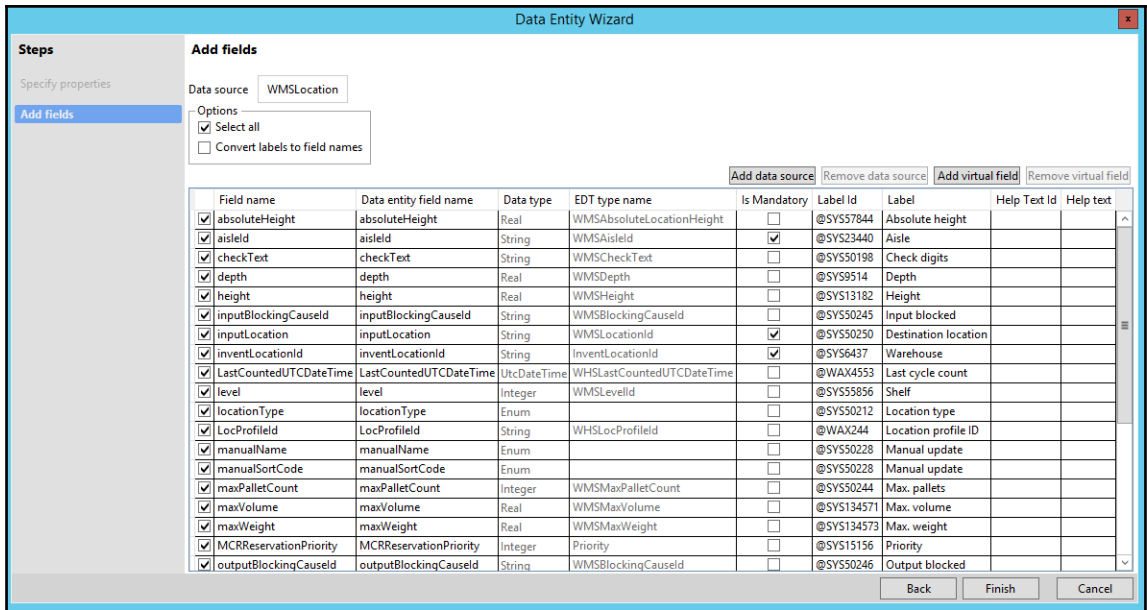 Data Entity Wizard
x
Steps
Specify properties
Add fields
Add fields
Data source WMSLocation
Options
Select all
Convert labels to field names
Add data source Remove data source Add virtual field Remove virtual field
Field name Data entity field name Data type EDT type name Is Mandatory Label Id Label Help Text Id Help text
absoluteHeight absoluteHeight Real WMSAbsoluteLocationHeight @SYS57844 Absolute height
aisleId aisleId String WMSAisleId @SYS23440 Aisle
checkText checkText String WMSCheckText @SYS50198 Check digits
depth depth Real WMSDepth @SYS9514 Depth
height height Real WMSHeight @SYS13182 Height
inputBlockingCauseId inputBlockingCauseId String WMSBlockingCauseId @SYS50245 Input blocked
inputLocation inputLocation String WMSLocationId @SYS50250 Destination location
inventLocationId inventLocationId String InventLocationId @SYS6437 Warehouse
LastCountedUTCDateTime LastCountedUTCDateTime UtcDateTime WHSLastCountedUTCDateTime @WAX4553 Last cycle count
level level Integer WMSLevelId @SYS55856 Shelf
locationType locationType Enum @SYS50212 Location type
LocProfileId LocProfileId String WHSLocProfileId @WAX244 Location profile ID
manualName manualName Enum @SYS50228 Manual update
manualSortCode manualSortCode Enum @SYS50228 Manual update
maxPalletCount maxPalletCount Integer WMSMaxPalletCount @SYS50244 Max. pallets
maxVolume maxVolume Real WMSMaxVolume @SYS134571 Max. volume
maxWeight maxWeight Real WMSMaxWeight @SYS134573 Max. weight
MCRReservationPriority MCRReservationPriority Integer Priority @SYS15156 Priority
outputBlockingCauseId outputBlockingCauseId String WMSBlockingCauseId @SYS50246 Output blocked
Back Finish Cancel